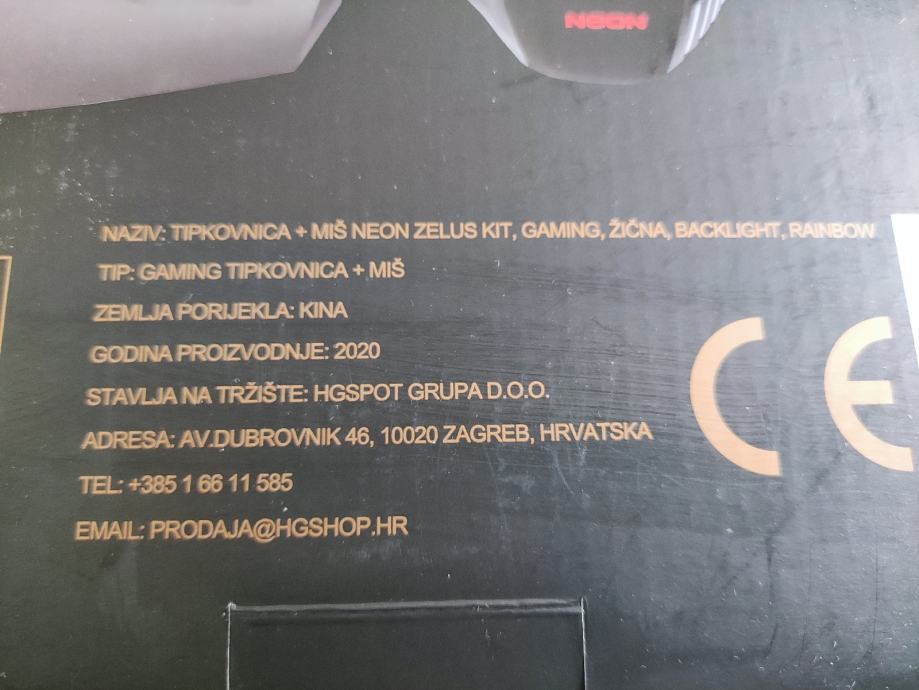 NEON
NAZIV: TIPKOVNICA + MIŠ NEON ZELUS KIT, GAMING, ŽIČNA, BACKLIGHT, RAINBOW
TIP: GAMING TIPKOVNICA + MIŠ
ZEMLJA PORIJEKLA: KINA
GODINA PROIZVODNJE: 2020
STAVLJA NA TRŽIŠTE: HGSPOT GRUPA D.O.O.
ADRESA: AV.DUBROVNIK 46, 10020 ZAGREB, HRVATSKA
TEL: +385 1 66 11 585
EMAIL: PRODAJA@HGSHOP.HR
CE